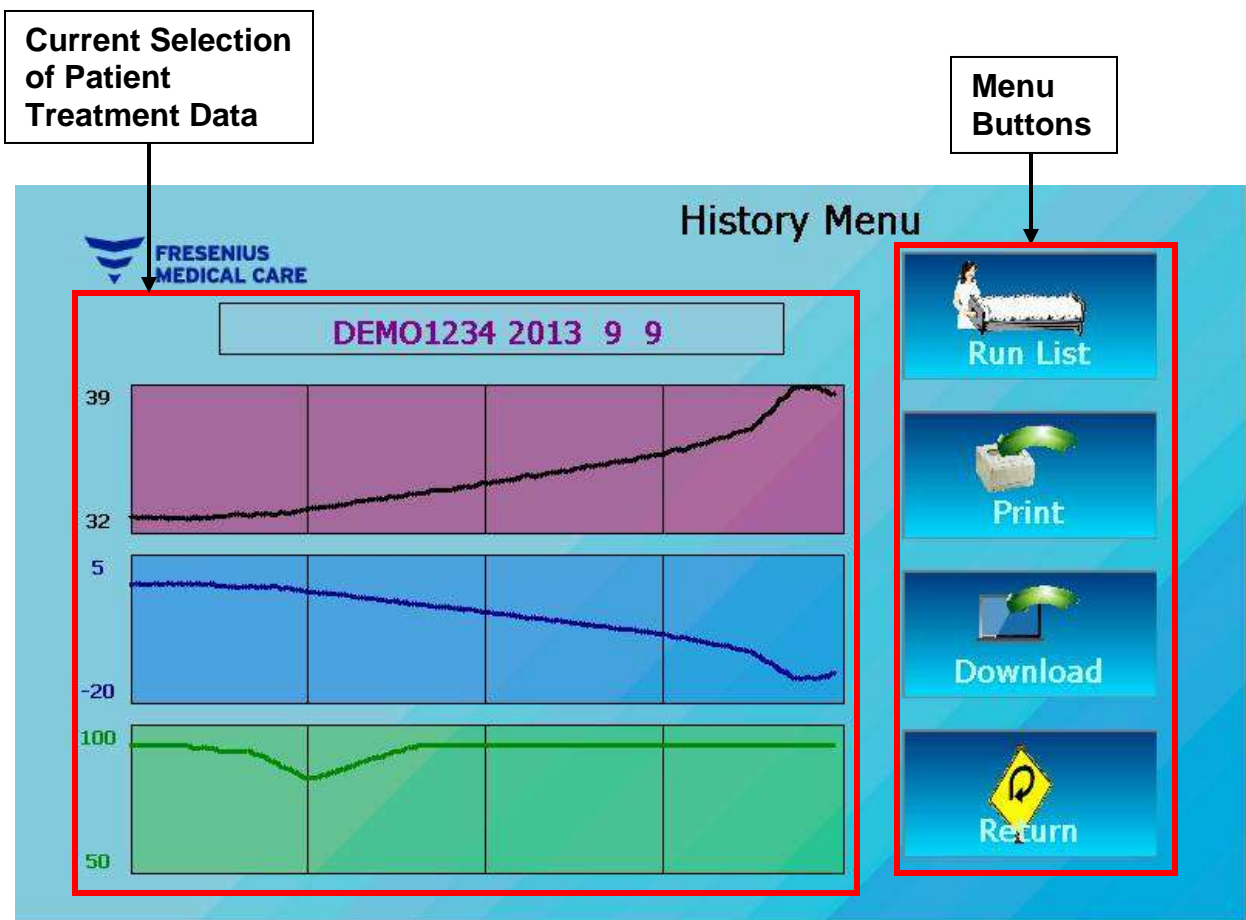 Current Selection
of Patient
Treatment Data
Menu
Buttons
History Menu
FRESENIUS
MEDICAL CARE
DEMO1234 2013 9 9
39
32
5
-20
100
50
Run List
Print
Download
Return